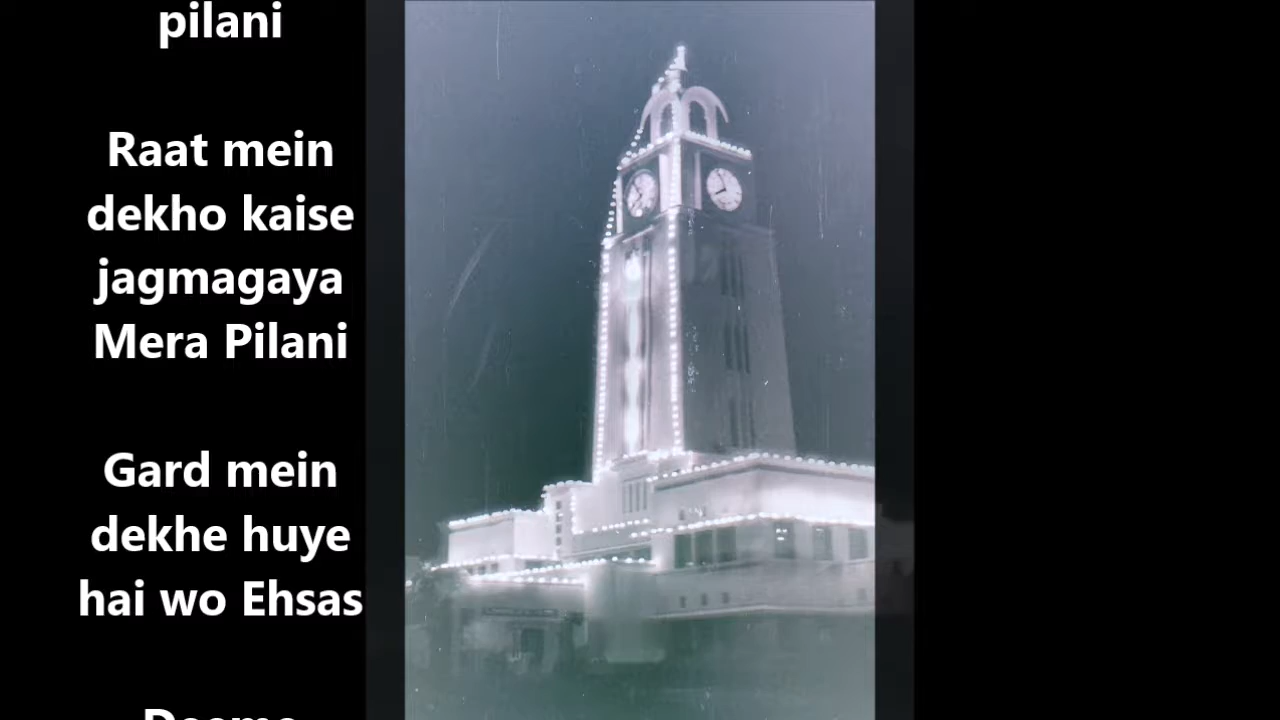 pilani
Raat mein
dekho kaise
jagmagaya
Mera Pilani
Gard mein
dekhe huye
hai wo Ehsas